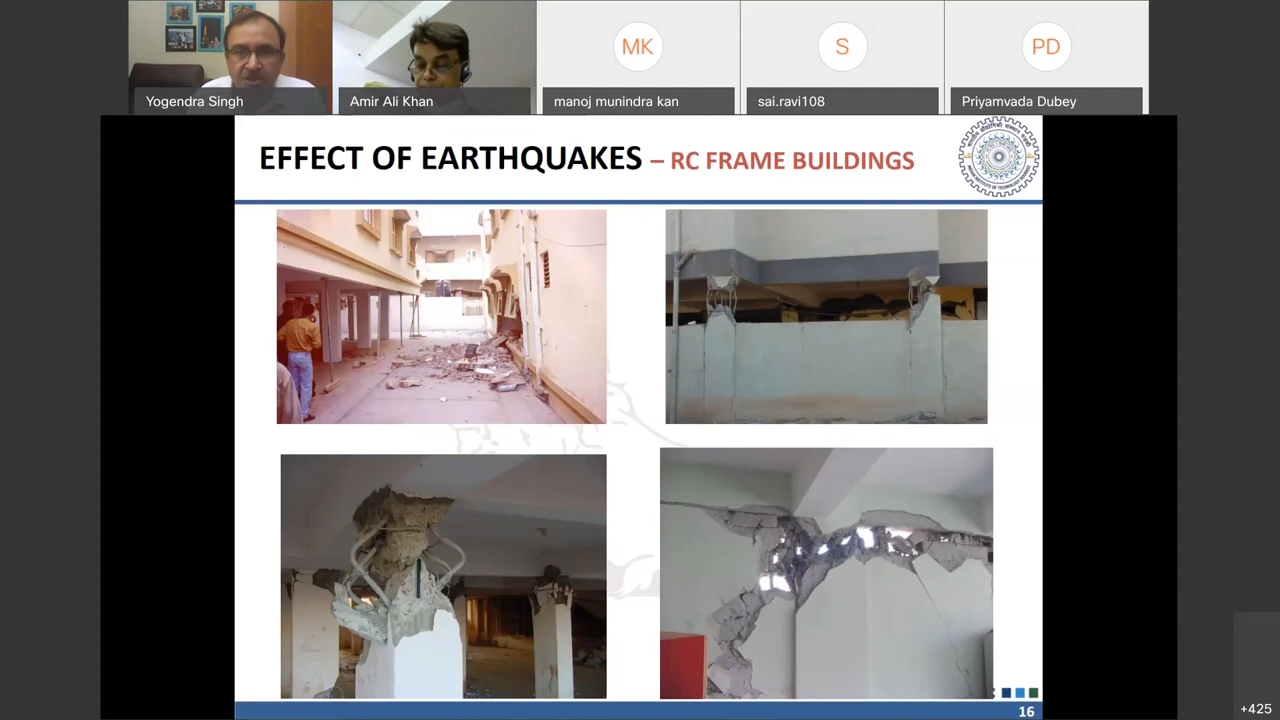 MK
S
PD
Yogendra Singh
Amir Ali Khan
manoj munindra kan
sai.ravi108
Priyamvada Dubey
EFFECT OF EARTHQUAKES – RC FRAME BUILDINGS
16
+425